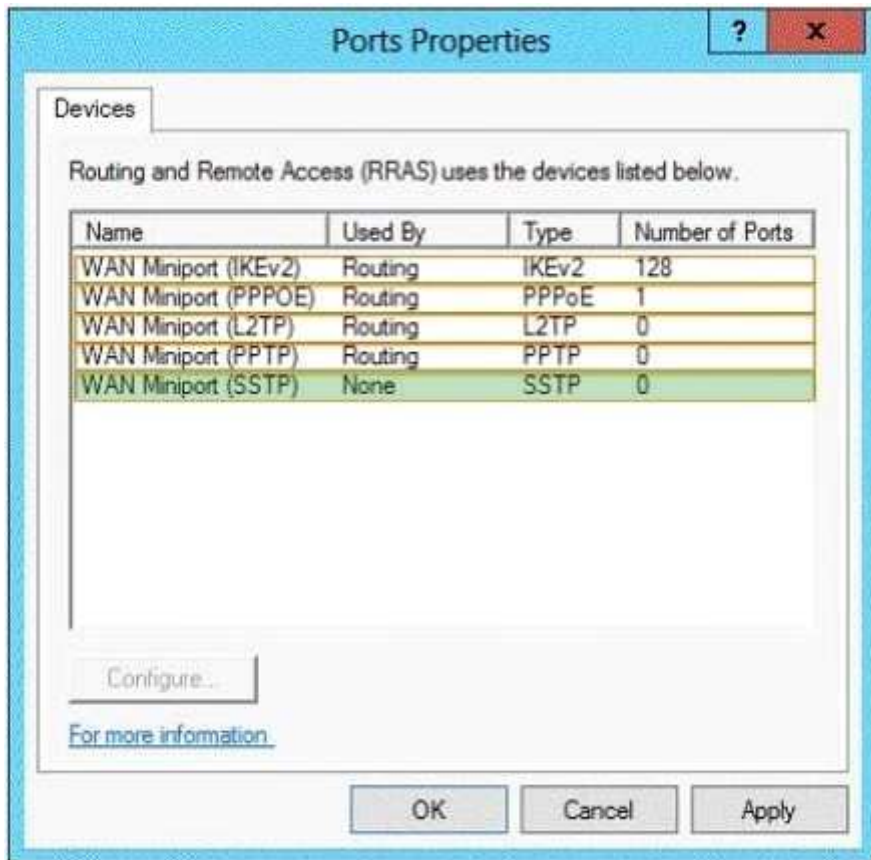 Ports Properties
? x
Devices
Routing and Remote Access (RRAS) uses the devices listed below.
Name Used By Type Number of Ports
WAN Miniport (IKEv2) Routing IKEv2 128
WAN Miniport (PPPOE) Routing PPPoE 1
WAN Miniport (L2TP) Routing L2TP 0
WAN Miniport (PPTP) Routing PPTP 0
WAN Miniport (SSTP) None SSTP 0
Configure...
For more information
OK Cancel Apply